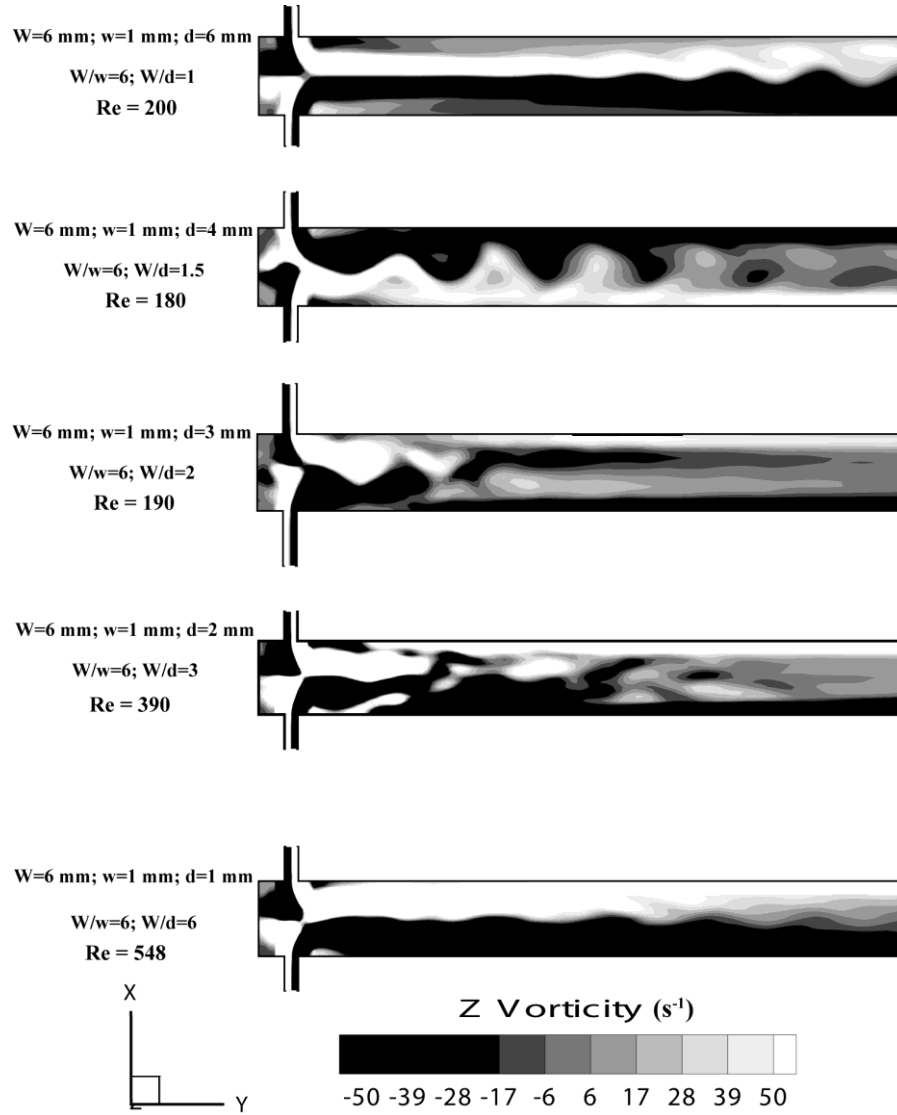 W=6 mm; w=1 mm; d=6 mm
W/w=6; W/d=1
Re = 200
W=6 mm; w=1 mm; d=4 mm
W/w=6; W/d=1.5
Re = 180
W=6 mm; w=1 mm; d=3 mm
W/w=6; W/d=2
Re = 190
W=6 mm; w=1 mm; d=2 mm
W/w=6; W/d=3
Re = 390
W=6 mm; w=1 mm; d=1 mm
W/w=6; W/d=6
Re = 548
X
Y
Z Vorticity (s⁻¹)
-50 -39 -28 -17 -6 6 17 28 39 50